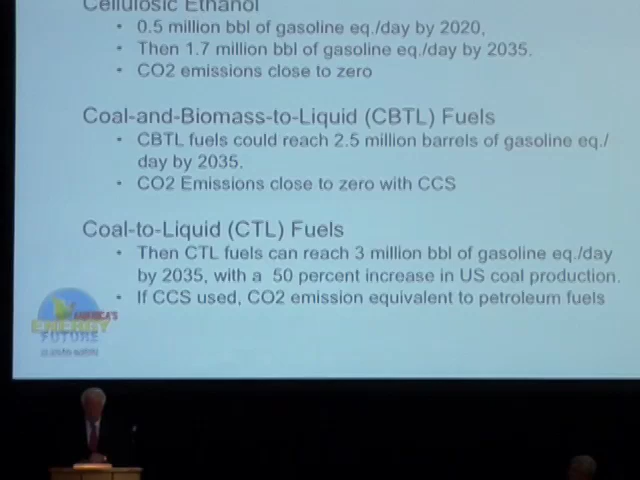 Cellulosic Ethanol
• 0.5 million bbl of gasoline eq./day by 2020,
• Then 1.7 million bbl of gasoline eq./day by 2035.
• CO2 emissions close to zero
Coal-and-Biomass-to-Liquid (CBTL) Fuels
• CBTL fuels could reach 2.5 million barrels of gasoline eq./
day by 2035.
• CO2 Emissions close to zero with CCS
Coal-to-Liquid (CTL) Fuels
• Then CTL fuels can reach 3 million bbl of gasoline eq./day
by 2035, with a 50 percent increase in US coal production.
• If CCS used, CO2 emission equivalent to petroleum fuels
AMERICA'S
ENERGY
FUTURE